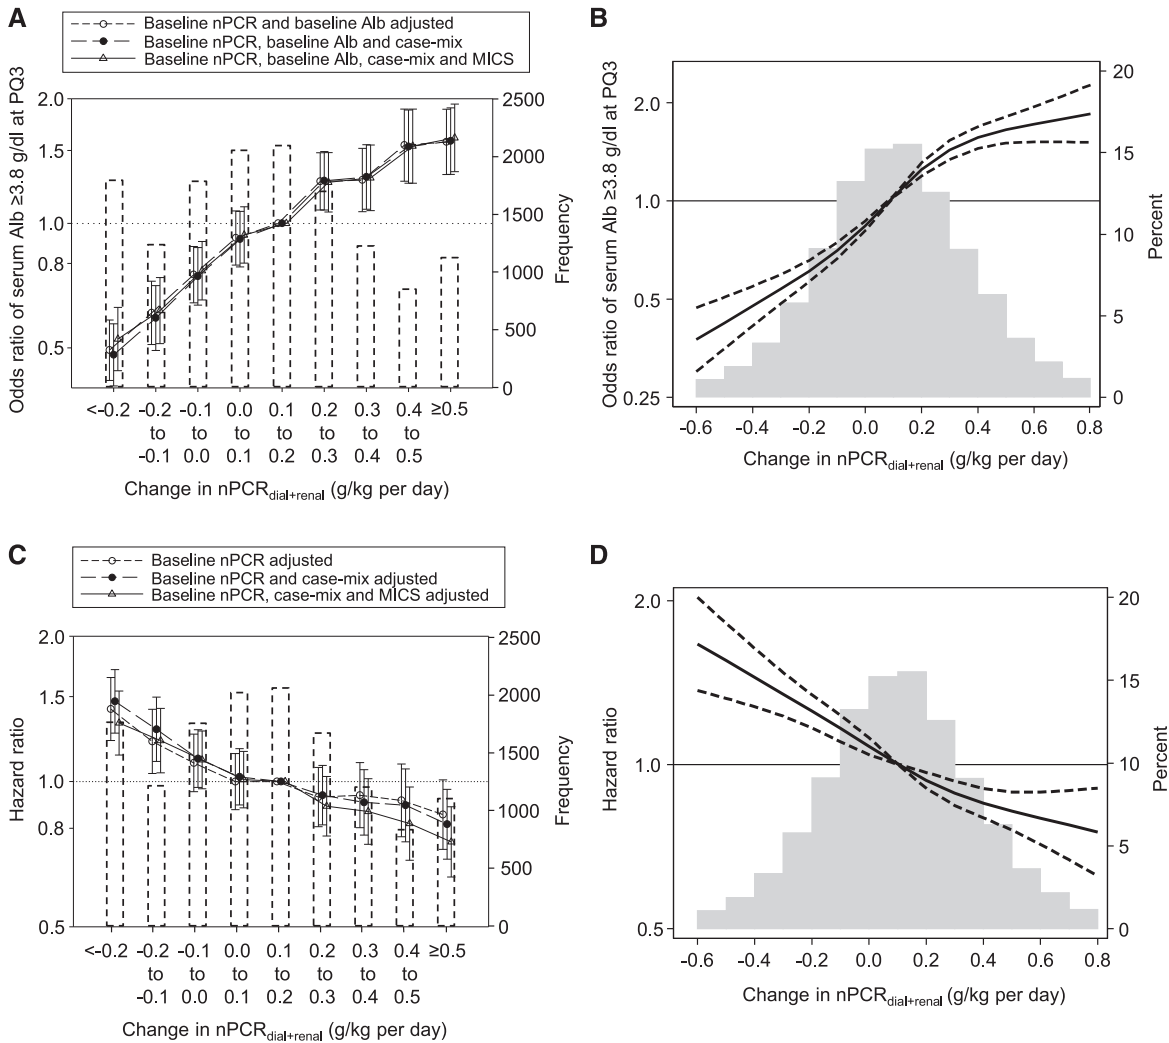 A
Baseline nPCR and baseline Alb adjusted
Baseline nPCR, baseline Alb and case-mix
Baseline nPCR, baseline Alb, case-mix and MICS
Odds ratio of serum Alb ≥3.8 g/dl at PQ3
2.0
1.5
1.0
0.8
0.5
2500
2000
1500
1000
500
0
Frequency
<-0.2 -0.2 -0.1 0.0 0.1 0.2 0.3 0.4 ≥0.5
to to to to to to to
-0.1 0.0 0.1 0.2 0.3 0.4 0.5
Change in nPCRdial+renal (g/kg per day)
B
Odds ratio of serum Alb ≥3.8 g/dl at PQ3
2.0
1.0
0.5
0.25
20
15
10
5
0
Percent
-0.6 -0.4 -0.2 0.0 0.2 0.4 0.6 0.8
Change in nPCRdial+renal (g/kg per day)
C
Baseline nPCR adjusted
Baseline nPCR and case-mix adjusted
Baseline nPCR, case-mix and MICS adjusted
Hazard ratio
2.0
1.5
1.0
0.8
0.5
2500
2000
1500
1000
500
0
Frequency
<-0.2 -0.2 -0.1 0.0 0.1 0.2 0.3 0.4 ≥0.5
to to to to to to to
-0.1 0.0 0.1 0.2 0.3 0.4 0.5
Change in nPCRdial+renal (g/kg per day)
D
Hazard ratio
2.0
1.0
0.5
20
15
10
5
0
Percent
-0.6 -0.4 -0.2 0.0 0.2 0.4 0.6 0.8
Change in nPCRdial+renal (g/kg per day)